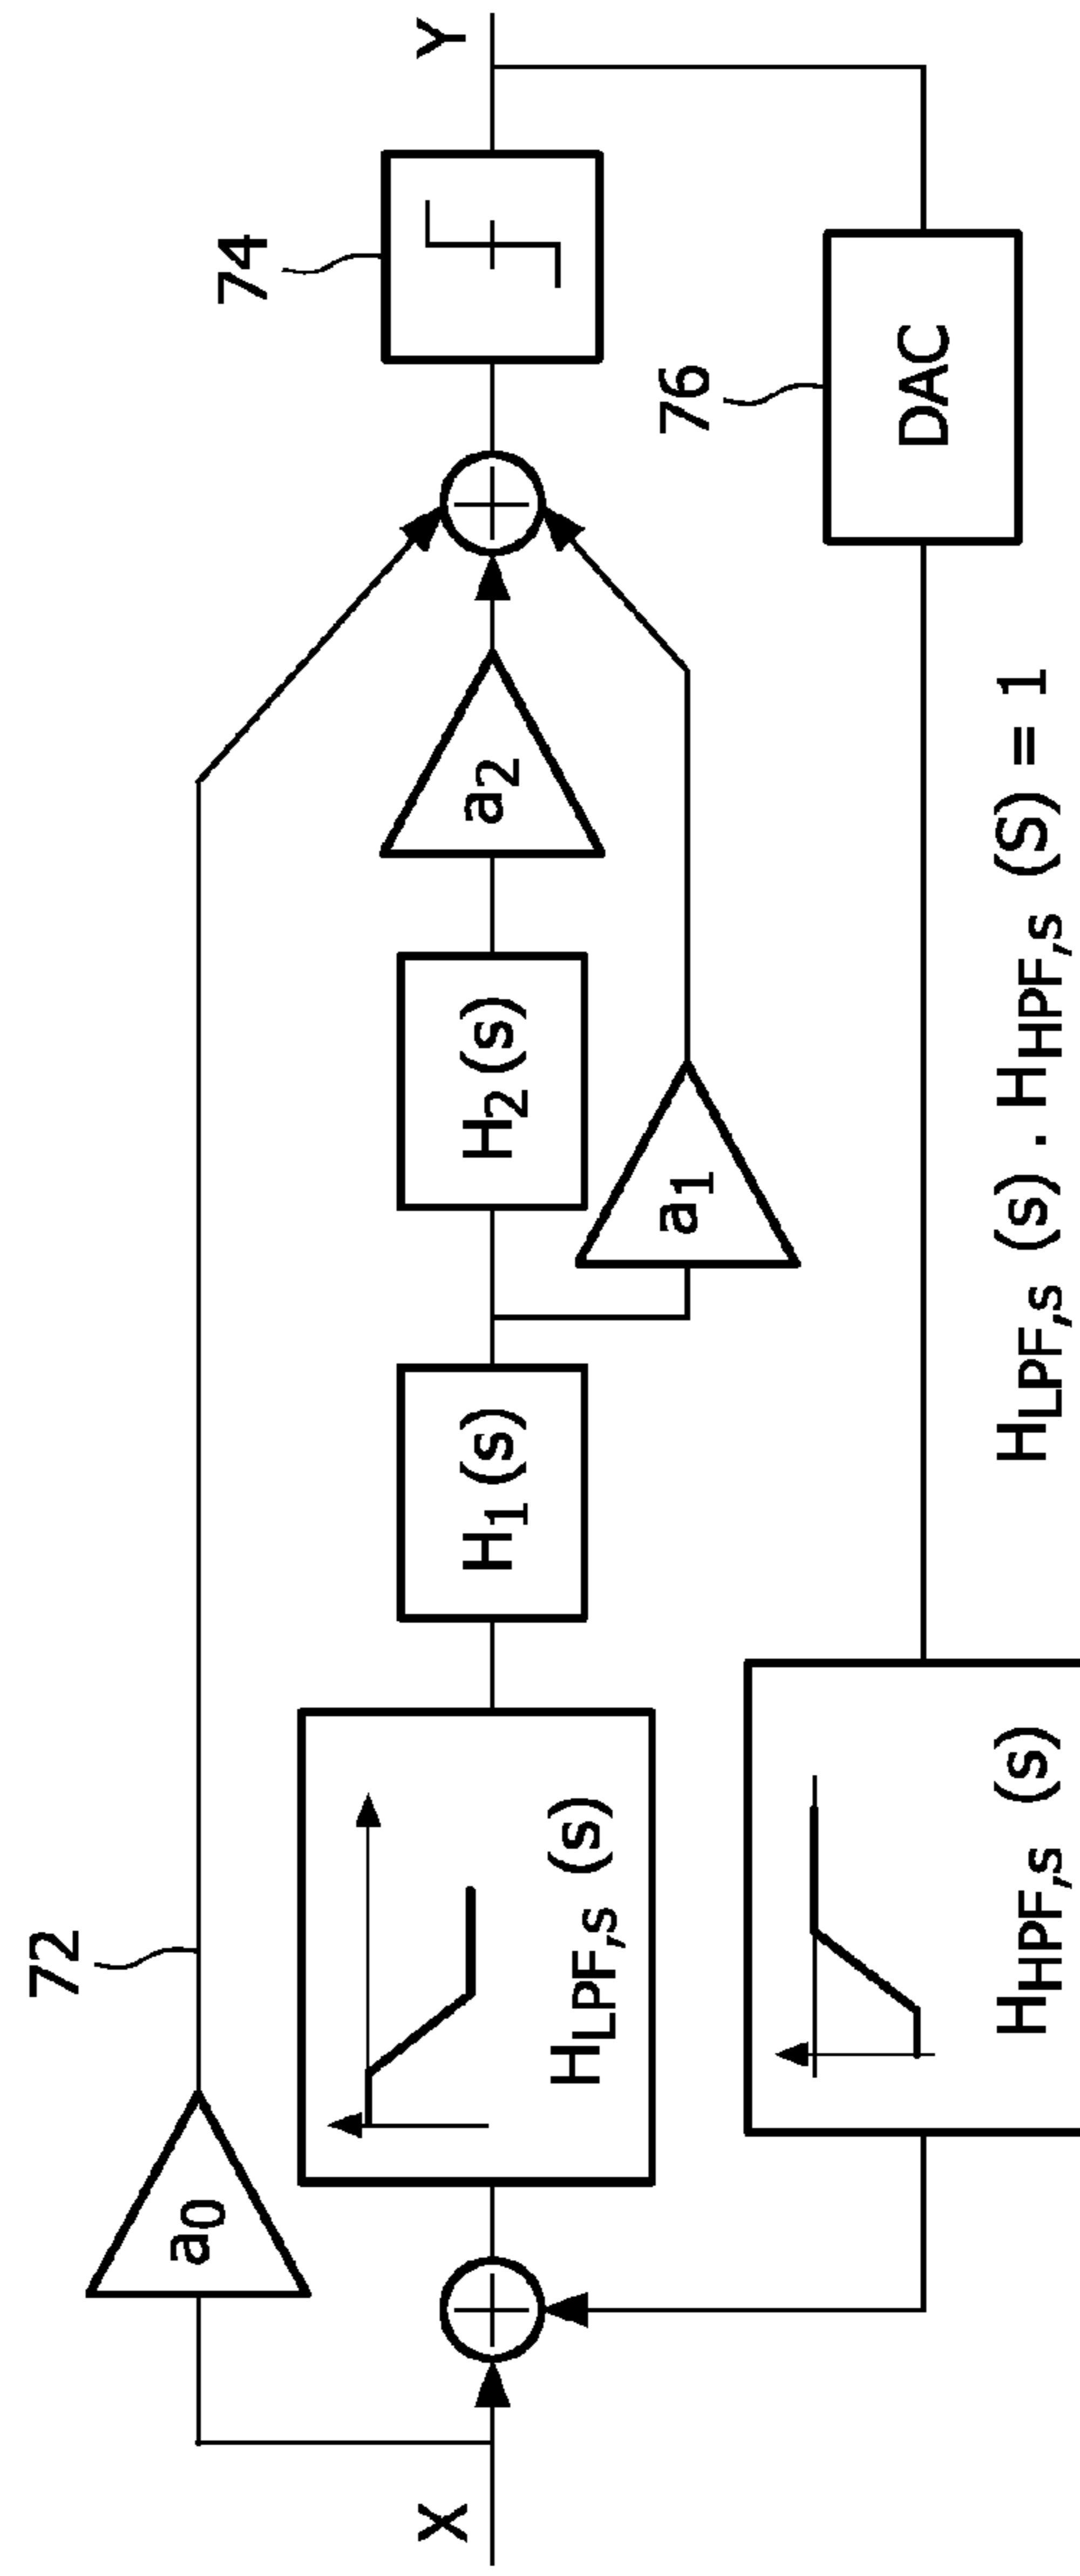 72
74
a0
X
Y
HLPF,s (s)
H1 (s)
H2 (s)
a2
a1
76
HHPF,s (s)
DAC
HLPF,s (s) . HHPF,s (S) = 1